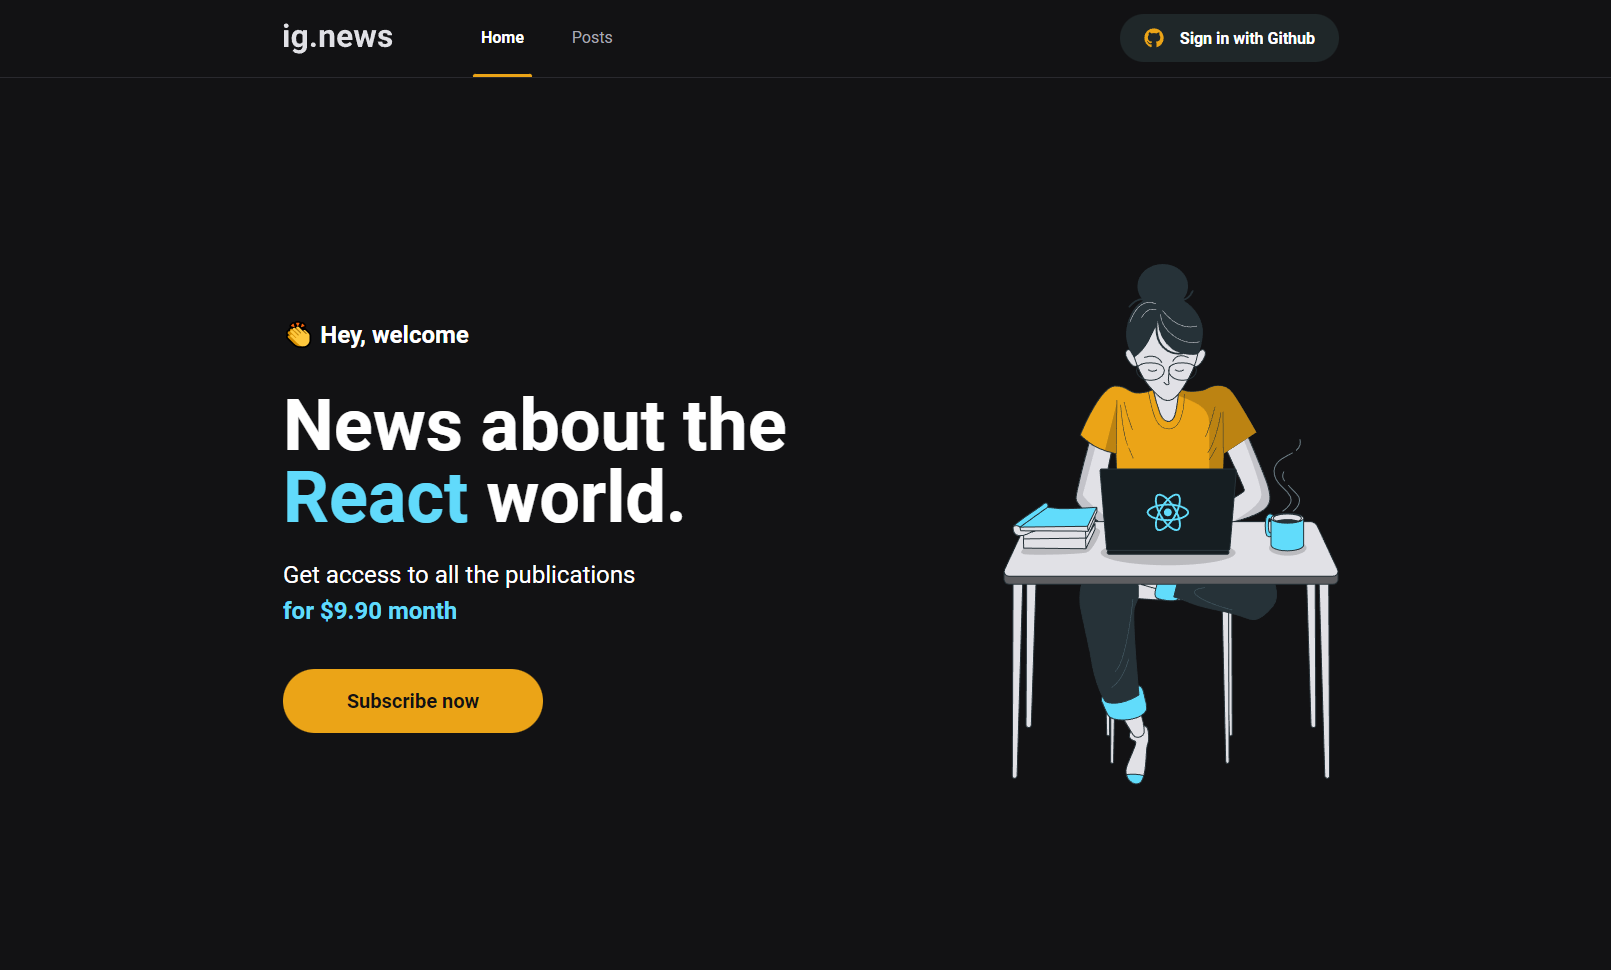 ig.news
Home
Posts
Sign in with Github
👏 Hey, welcome
News about the
React world.
Get access to all the publications
for $9.90 month
Subscribe now